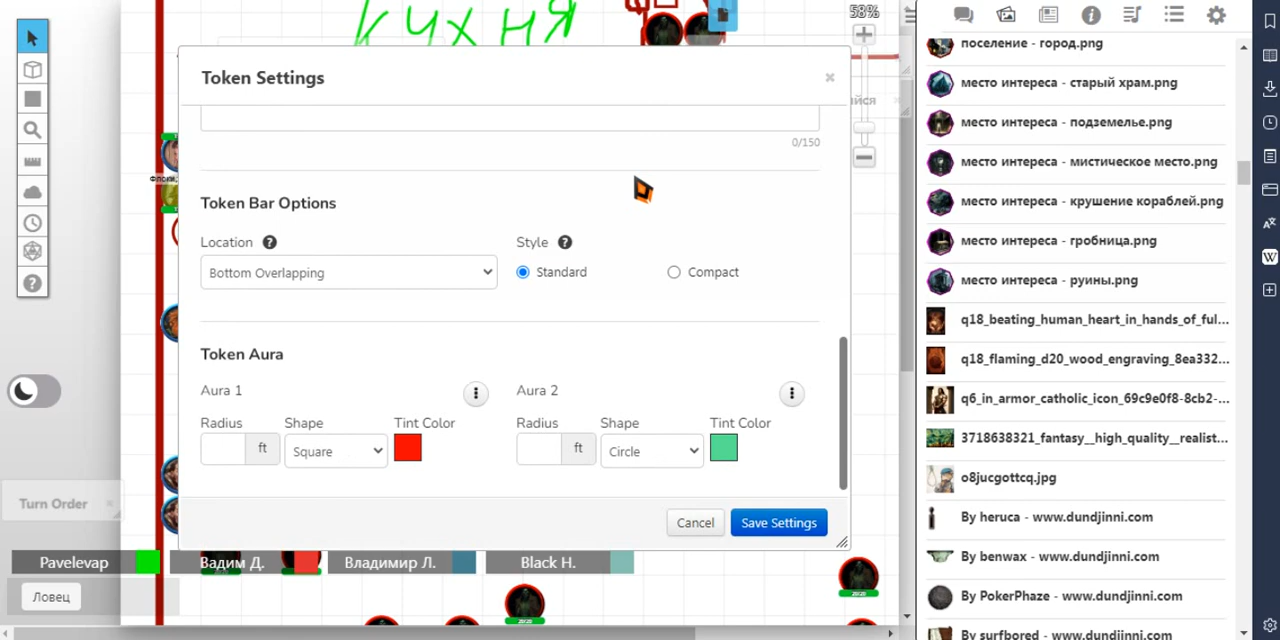 кухня
58%
Token Settings
0/150
Token Bar Options
Location
Style
Bottom Overlapping
Standard
Compact
Token Aura
Aura 1
Aura 2
Radius
Shape
Tint Color
Radius
Shape
Tint Color
ft
Square
ft
Circle
Cancel
Save Settings
Turn Order
Pavelevap
Вадим Д.
Владимир Л.
Black H.
Ловец
поселение - город.png
место интереса - старый храм.png
место интереса - подземелье.png
место интереса - мистическое место.png
место интереса - крушение кораблей.png
место интереса - гробница.png
место интереса - руины.png
q18_beating_human_heart_in_hands_of_ful...
q18_flaming_d20_wood_engraving_8ea332...
q6_in_armor_catholic_icon_69c9e0f8-8cb2-...
3718638321_fantasy__high_quality__realist...
o8jucgottcq.jpg
By heruca - www.dundjinni.com
By benwax - www.dundjinni.com
By PokerPhaze - www.dundjinni.com
By surfbored - www.dundjinni.com